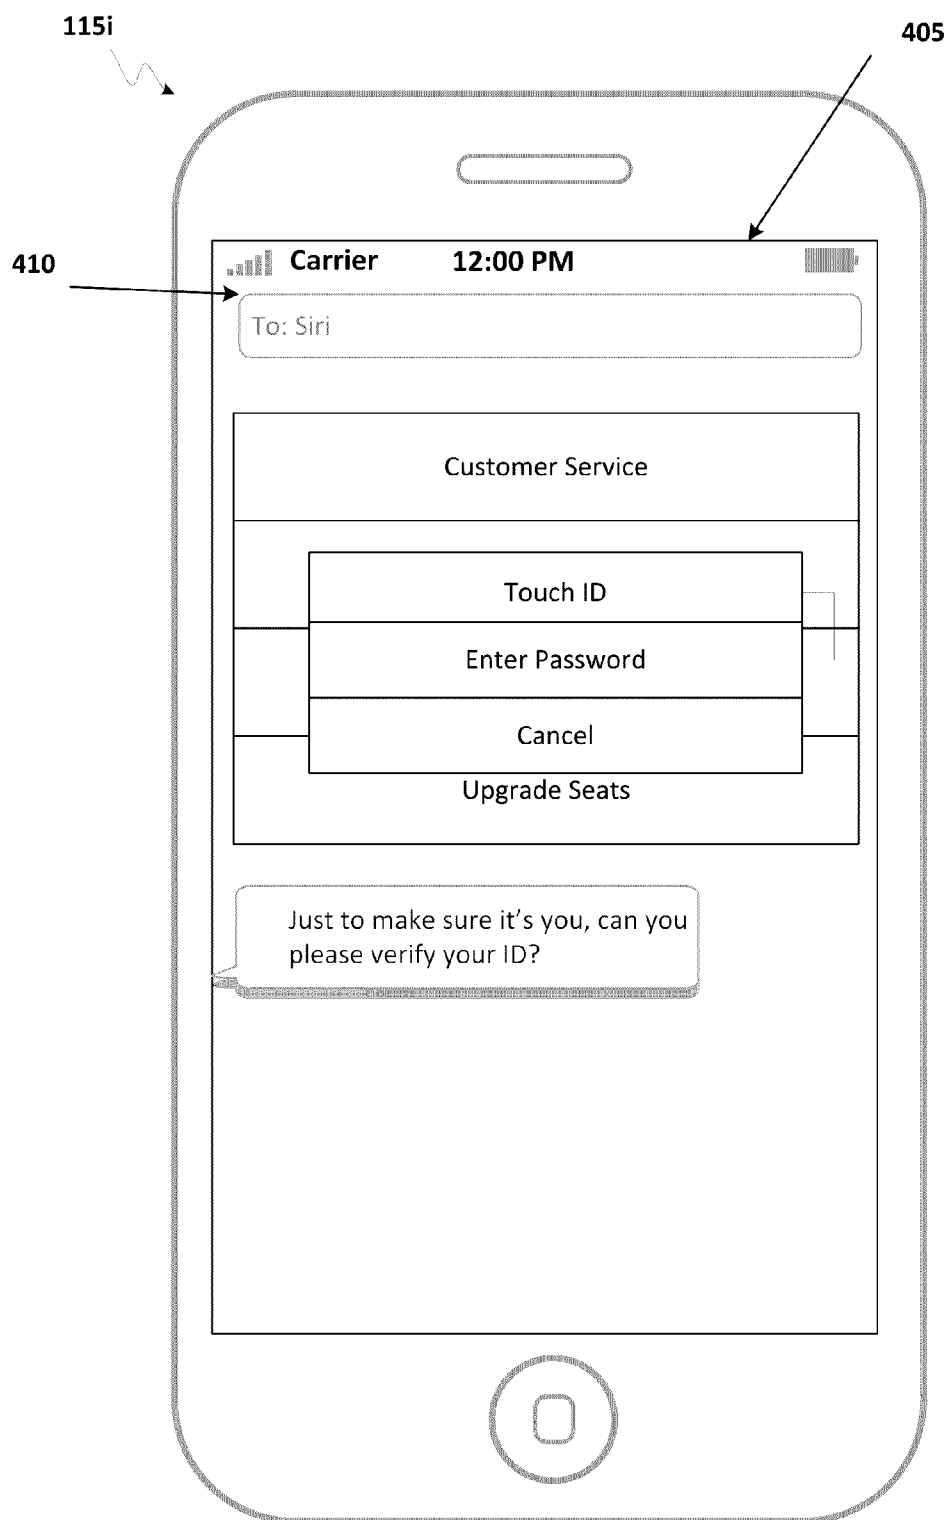 115i
405
410
Carrier 12:00 PM
To: Siri
Customer Service
Touch ID
Enter Password
Cancel
Upgrade Seats
Just to make sure it's you, can you
please verify your ID?